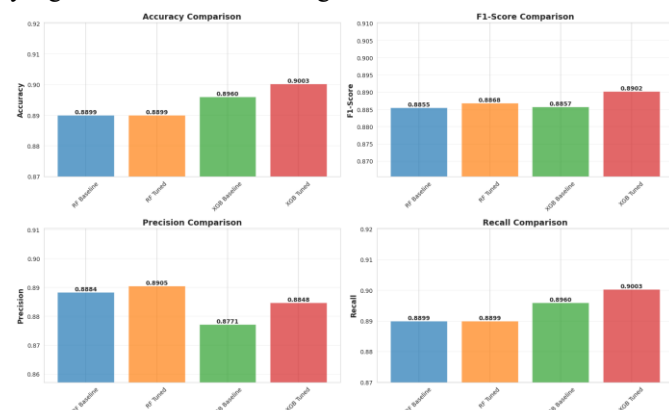 Accuracy Comparison
0.92
0.91
0.90
0.89
0.88
0.87
Accuracy
0.8899
0.8899
0.8960
0.9003
RF Baseline
RF Tuned
XGB Baseline
XGB Tuned
F1-Score Comparison
0.910
0.905
0.900
0.895
0.890
0.885
0.880
0.875
0.870
F1-Score
0.8855
0.8868
0.8857
0.8902
RF Baseline
RF Tuned
XGB Baseline
XGB Tuned
Precision Comparison
0.91
0.90
0.89
0.88
0.87
0.86
Precision
0.8884
0.8905
0.8771
0.8848
RF Baseline
RF Tuned
XGB Baseline
XGB Tuned
Recall Comparison
0.92
0.91
0.90
0.89
0.88
0.87
Recall
0.8899
0.8899
0.8960
0.9003
RF Baseline
RF Tuned
XGB Baseline
XGB Tuned